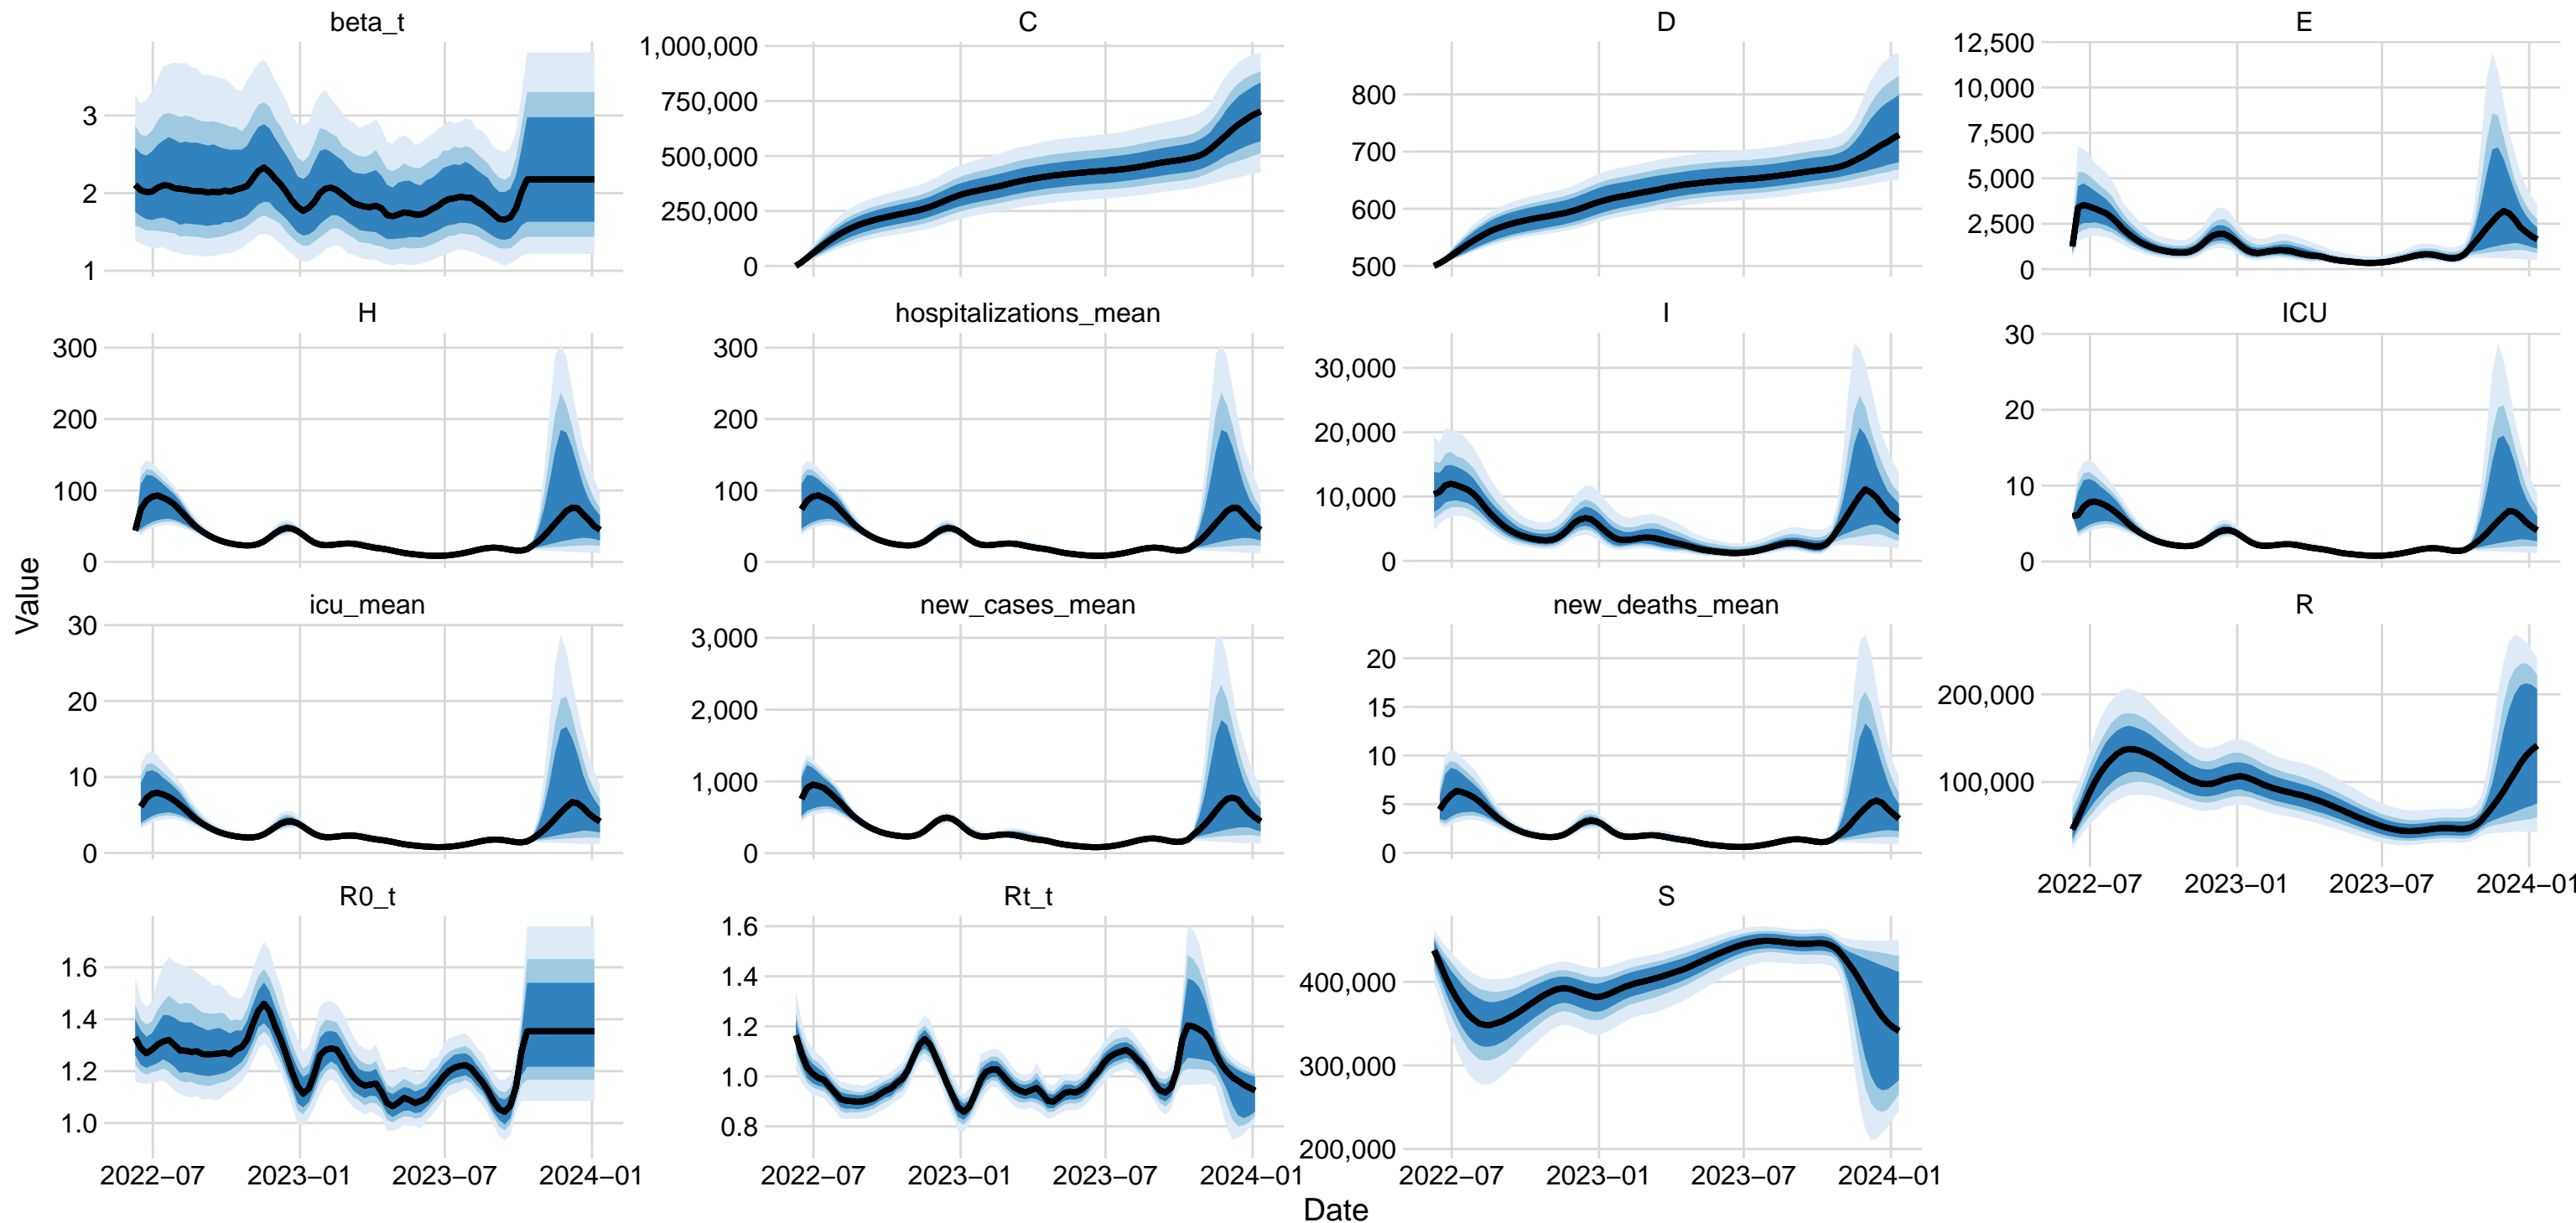 beta_t
C
D
E
3
2
1
1,000,000
750,000
500,000
250,000
0
800
700
600
500
12,500
10,000
7,500
5,000
2,500
0
H
hospitalizations_mean
I
ICU
300
200
100
0
300
200
100
0
30,000
20,000
10,000
0
30
20
10
0
Value
icu_mean
new_cases_mean
new_deaths_mean
R
30
20
10
0
3,000
2,000
1,000
0
20
15
10
5
0
200,000
100,000
2022−07 2023−01 2023−07 2024−01
R0_t
Rt_t
S
1.6
1.4
1.2
1.0
1.6
1.4
1.2
1.0
0.8
400,000
300,000
200,000
2022−07 2023−01 2023−07 2024−01
2022−07 2023−01 2023−07 2024−01
2022−07 2023−01 2023−07 2024−01
Date